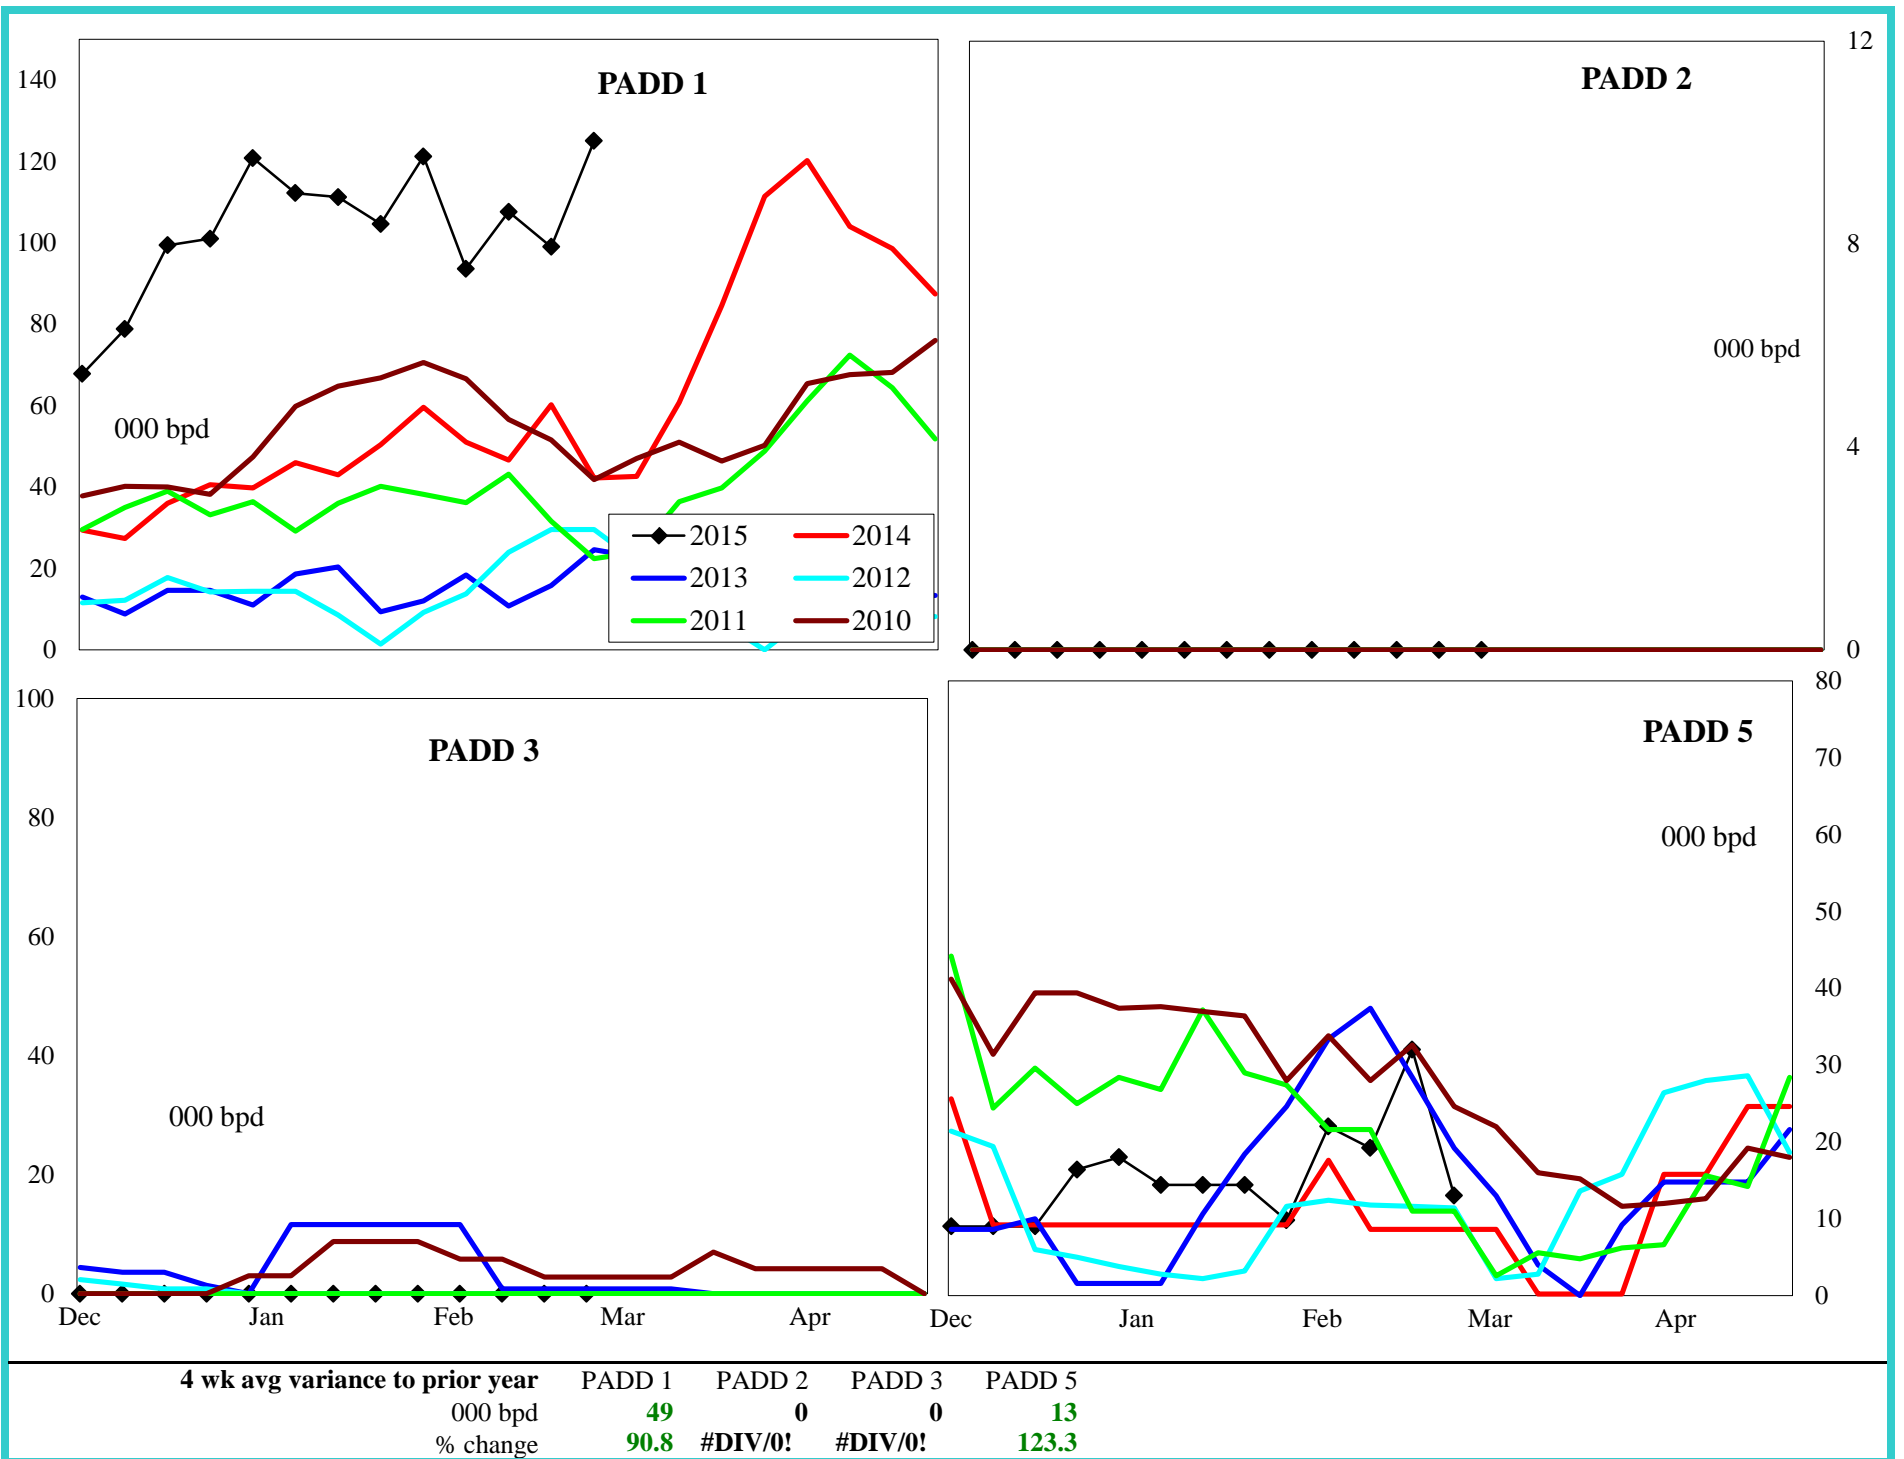 PADD 1
140
120
100
80
60
40
20
0
000 bpd
2015 2014
2013 2012
2011 2010
PADD 2
12
8
4
0
000 bpd
PADD 3
100
80
60
40
20
0
000 bpd
Dec Jan Feb Mar Apr
PADD 5
80
70
60
50
40
30
20
10
0
000 bpd
Dec Jan Feb Mar Apr
4 wk avg variance to prior year PADD 1 PADD 2 PADD 3 PADD 5
000 bpd 49 0 0 13
% change 90.8 #DIV/0! #DIV/0! 123.3